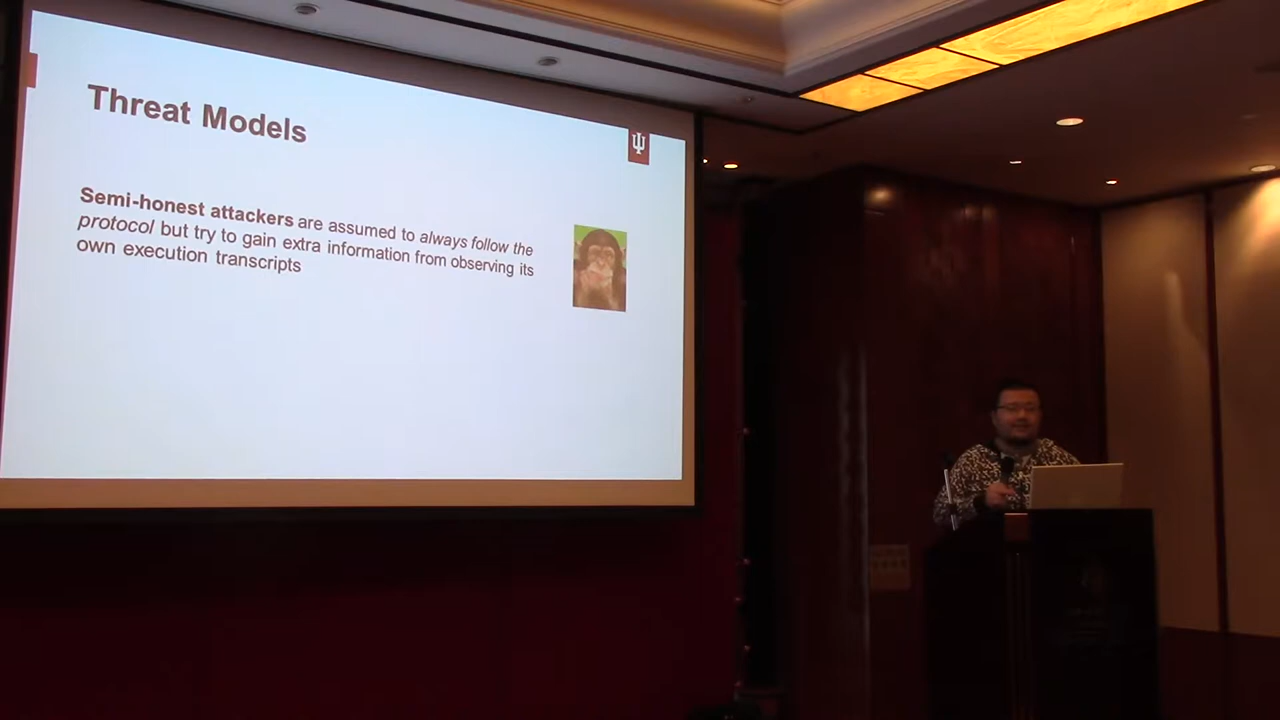 Threat Models
Semi-honest attackers are assumed to always follow the
protocol but try to gain extra information from observing its
own execution transcripts